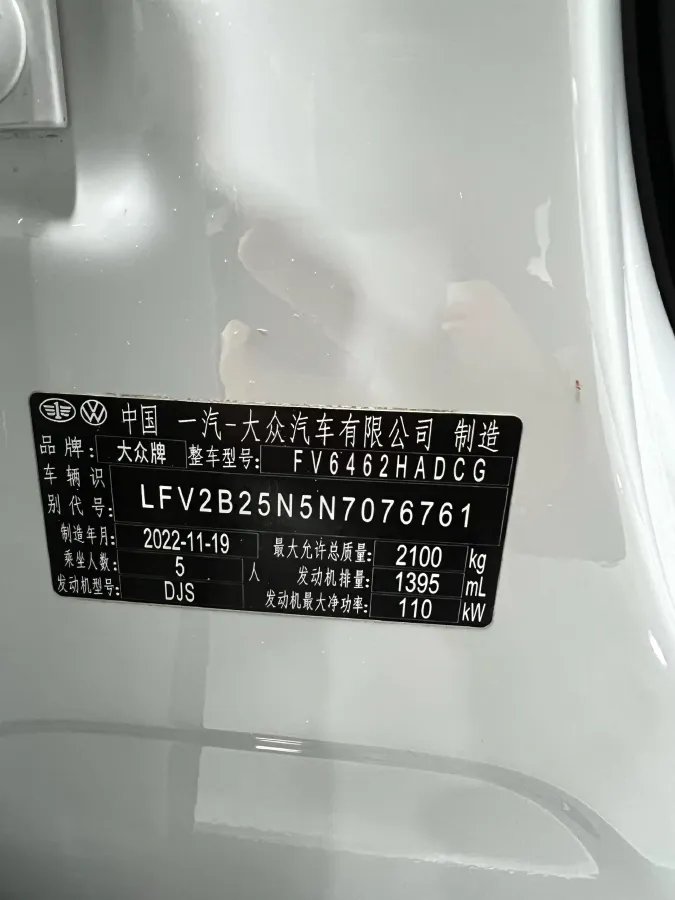 中国 一汽-大众汽车有限公司 制造
品牌: 大众牌 整车型号: FV6462HADCG
车辆识别代号: LFV2B25N5N7076761
制造年月: 2022-11-19 最大允许总质量: 2100 kg
乘坐人数: 5 人 发动机排量: 1395 mL
发动机型号: DJS 发动机最大净功率: 110 kW